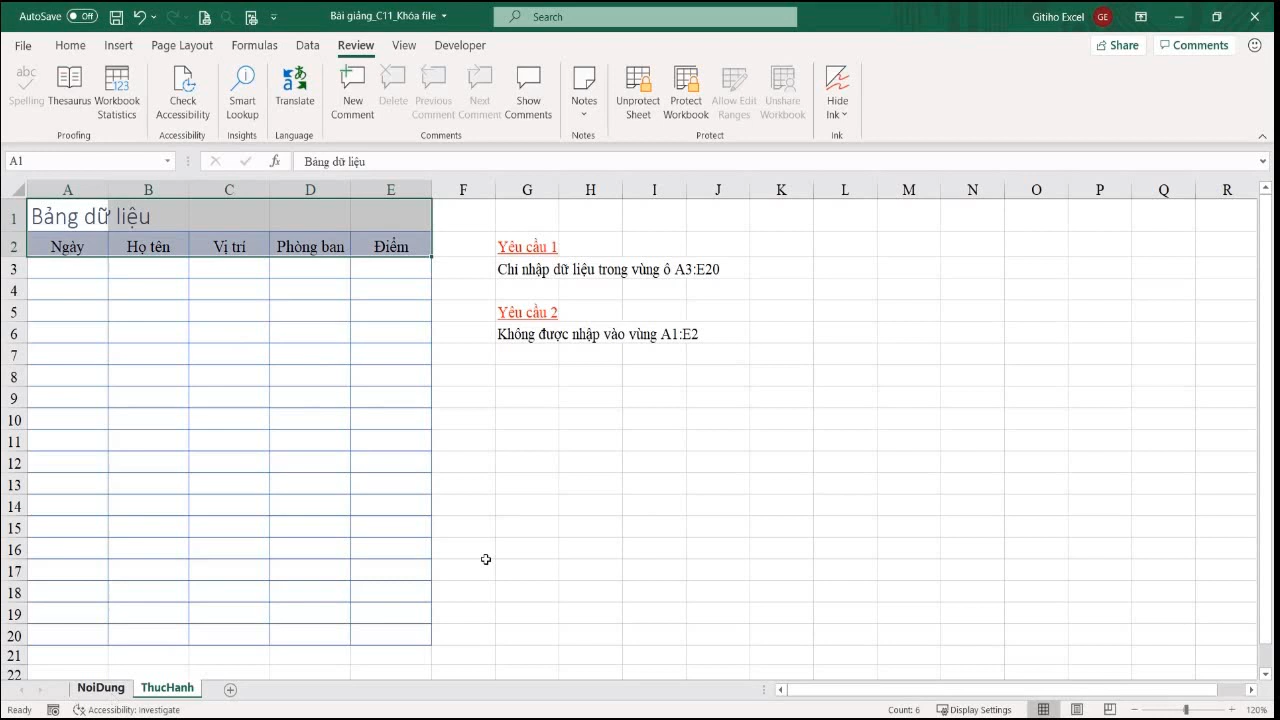 AutoSave Off Bài giảng_C11_Khóa file Search Gitiho Excel GE
File Home Insert Page Layout Formulas Data Review View Developer Share Comments
abc 123
Spelling Thesaurus Workbook Statistics Check Accessibility Smart Lookup Translate New Comment Delete Previous Comment Next Comment Show Comments Notes Unprotect Sheet Protect Workbook Allow Edit Ranges Unshare Workbook Hide Ink
Proofing Accessibility Insights Language Comments Notes Protect Ink
A1 fx Bảng dữ liệu
A B C D E F G H I J K L M N O P Q R
1 Bảng dữ liệu
2 Ngày Họ tên Vị trí Phòng ban Điểm Yêu cầu 1
3 Chỉ nhập dữ liệu trong vùng ô A3:E20
4
5 Yêu cầu 2
6 Không được nhập vào vùng A1:E2
7
8
9
10
11
12
13
14
15
16
17
18
19
20
21
22
NoiDung ThucHanh
Ready Accessibility: Investigate Count: 6 Display Settings 120%